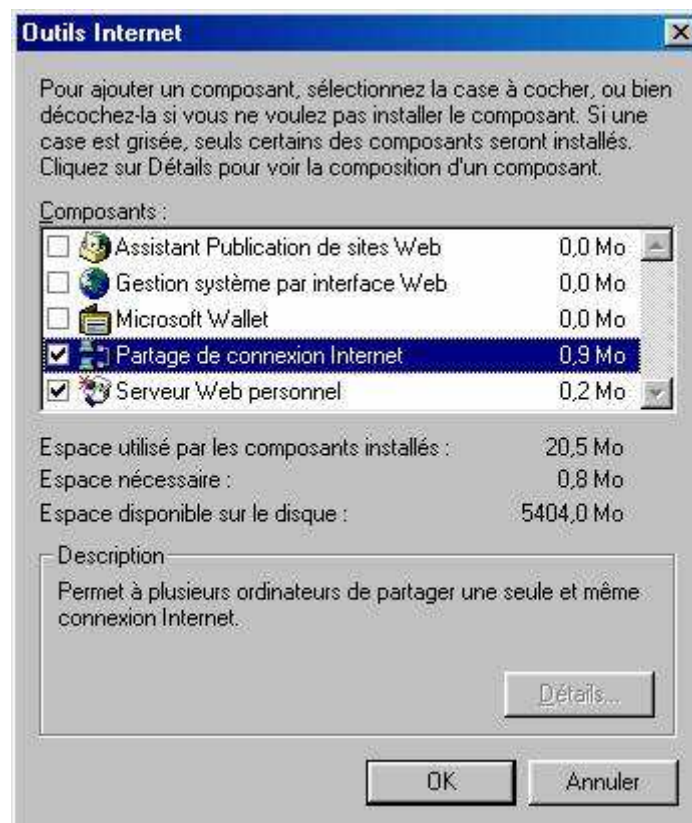 Outils Internet
Pour ajouter un composant, sélectionnez la case à cocher, ou bien
décochez-la si vous ne voulez pas installer le composant. Si une
case est grisée, seuls certains des composants seront installés.
Cliquez sur Détails pour voir la composition d'un composant.
Composants :
Assistant Publication de sites Web 0,0 Mo
Gestion système par interface Web 0,0 Mo
Microsoft Wallet 0,0 Mo
Partage de connexion Internet 0,9 Mo
Serveur Web personnel 0,2 Mo
Espace utilisé par les composants installés : 20,5 Mo
Espace nécessaire : 0,8 Mo
Espace disponible sur le disque : 5404,0 Mo
Description
Permet à plusieurs ordinateurs de partager une seule et même
connexion Internet.
Détails...
OK Annuler